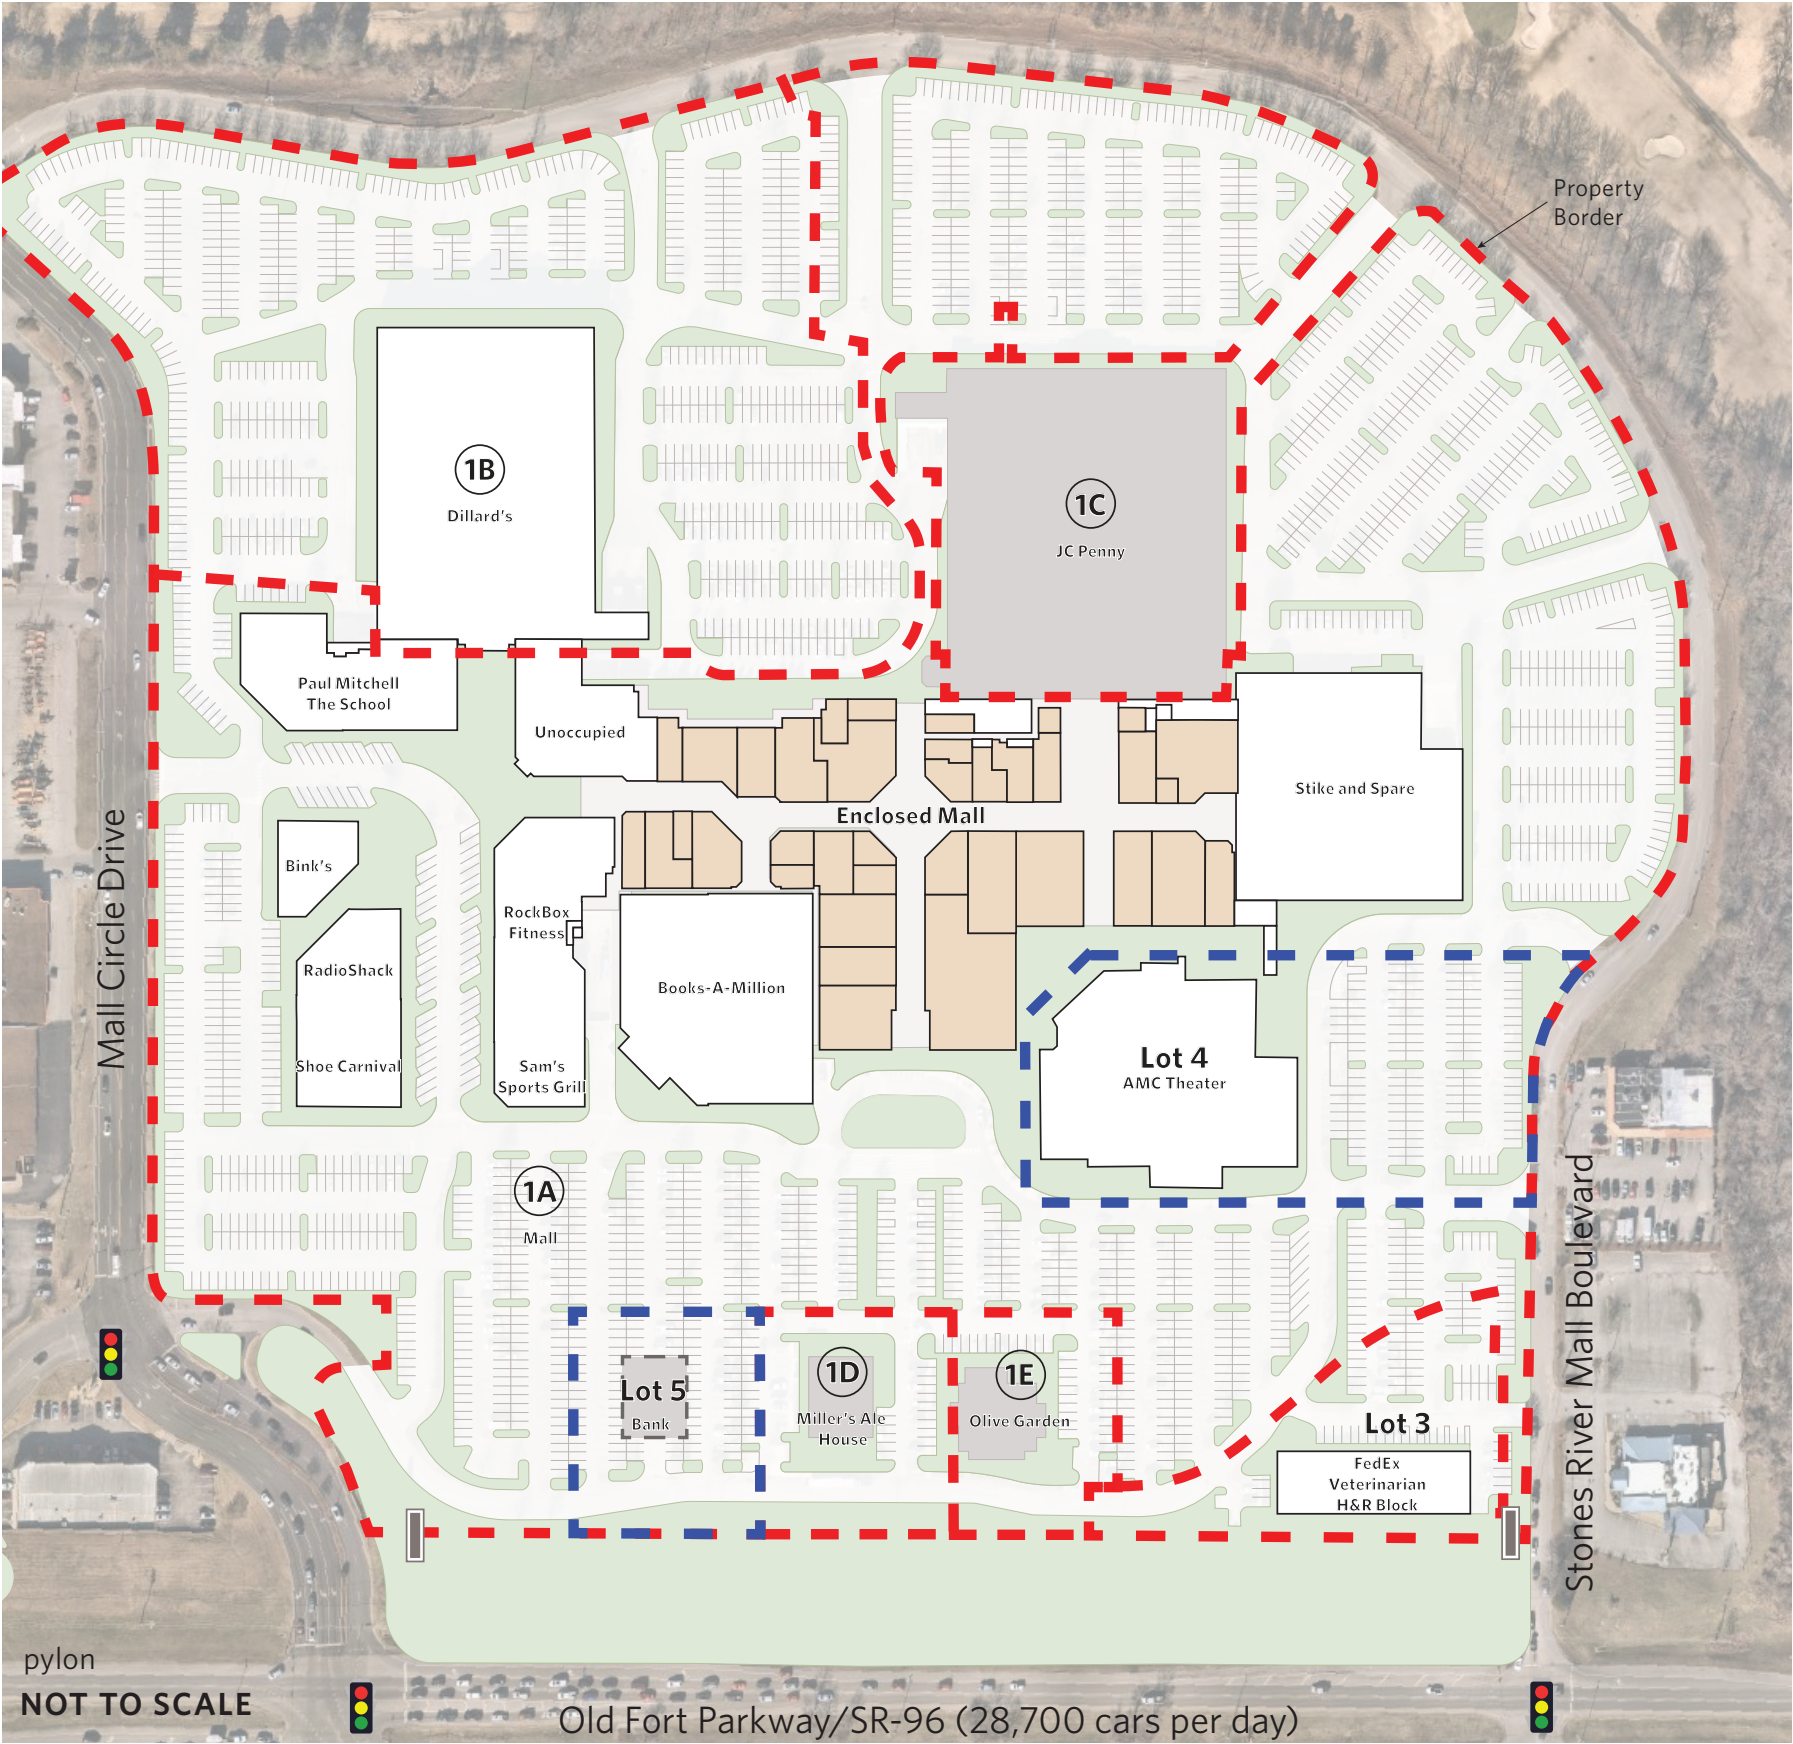 Property
Border
1B
Dillard's
1C
JC Penny
Paul Mitchell
The School
Unoccupied
Stike and Spare
Enclosed Mall
Mall Circle Drive
Bink's
RockBox
Fitness
RadioShack
Books-A-Million
Shoe Carnival
Sam's
Sports Grill
Lot 4
AMC Theater
1A
Mall
Stones River Mall Boulevard
Lot 5
Bank
1D
Miller's Ale
House
1E
Olive Garden
Lot 3
FedEx
Veterinarian
H&R Block
pylon
NOT TO SCALE
Old Fort Parkway/SR-96 (28,700 cars per day)